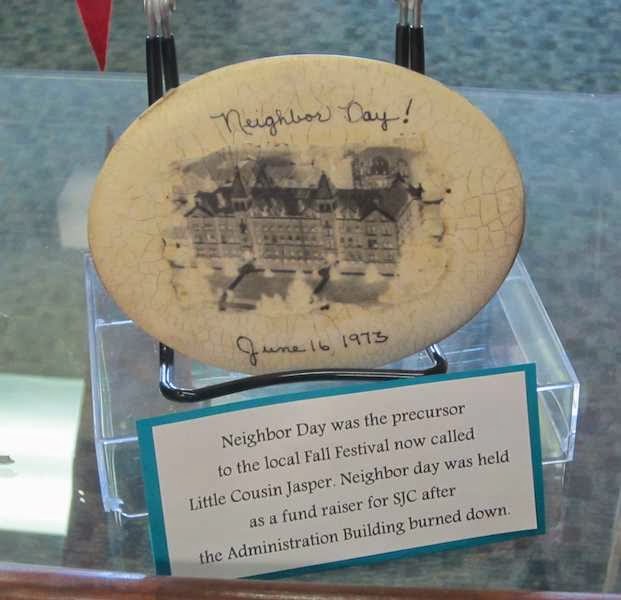 Neighbor Day!
June 16, 1973
Neighbor Day was the precursor
to the local Fall Festival now called
Little Cousin Jasper. Neighbor day was held
as a fund raiser for SJC after
the Administration Building burned down.